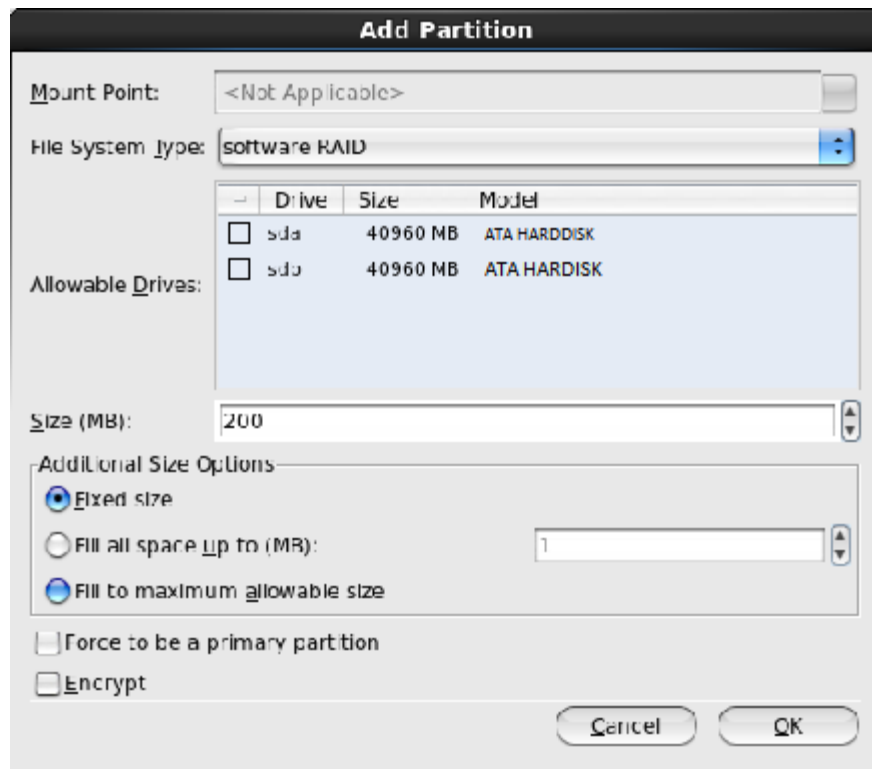 Add Partition
Mount Point: <Not Applicable>
File System Type: software RAID
Drive Size Model
sda 40960 MB ATA HARDDISK
sdb 40960 MB ATA HARDISK
Allowable Drives:
Size (MB): 200
Additional Size Options
Fixed size
Fill all space up to (MB): 1
Fill to maximum allowable size
Force to be a primary partition
Encrypt
Cancel OK